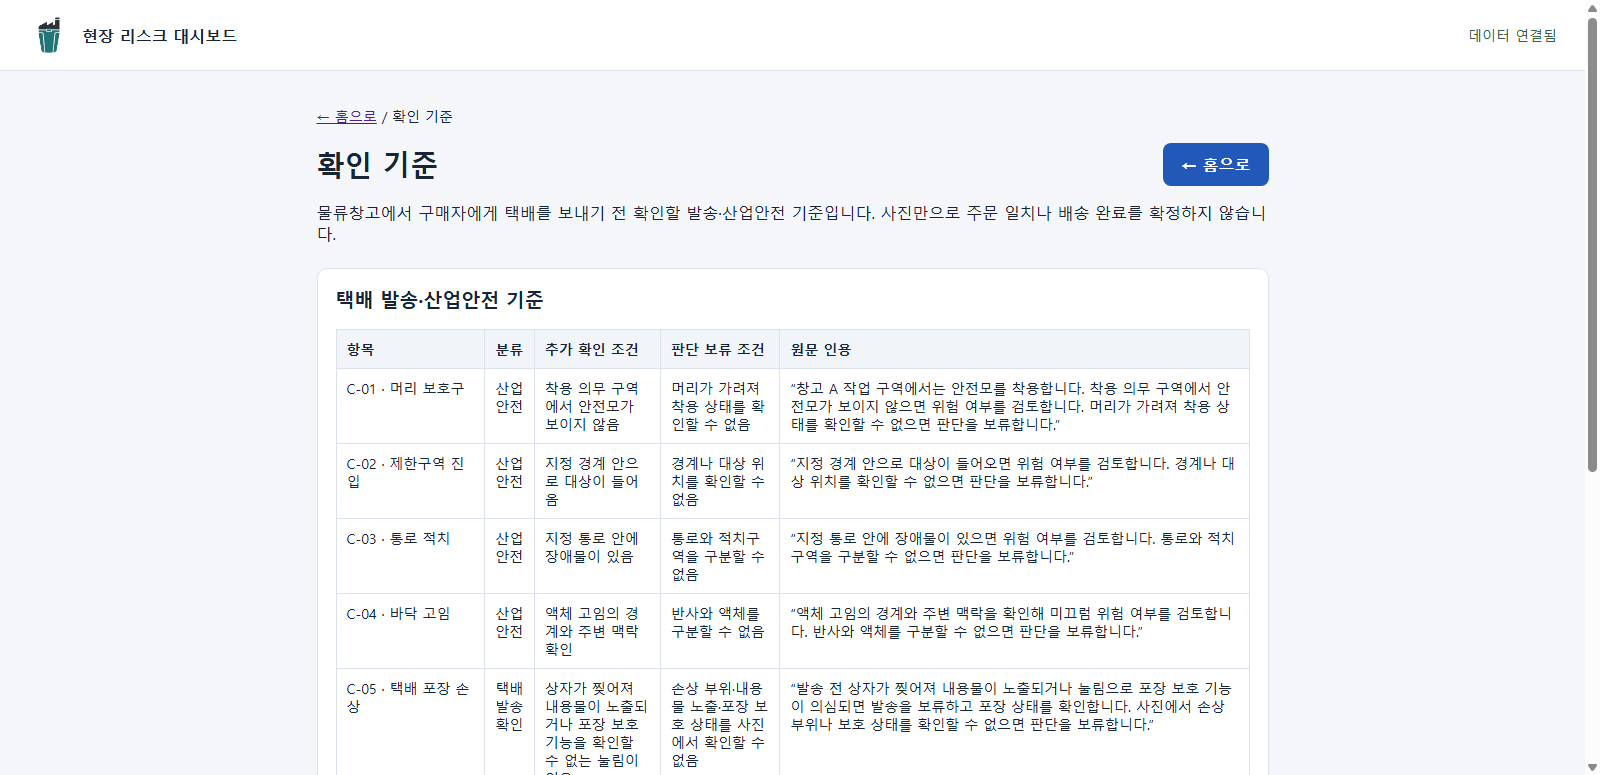 현장 리스크 대시보드
데이터 연결됨
← 홈으로 / 확인 기준
확인 기준
← 홈으로
물류창고에서 구매자에게 택배를 보내기 전 확인할 발송·산업안전 기준입니다. 사진만으로 주문 일치나 배송 완료를 확정하지 않습니
다.
택배 발송·산업안전 기준
항목 분류 추가 확인 조건 판단 보류 조건 원문 인용
C-01 · 머리 보호구
산업
안전
착용 의무 구역
에서 안전모가
보이지 않음
머리가 가려져
착용 상태를 확
인할 수 없음
“창고 A 작업 구역에서는 안전모를 착용합니다. 착용 의무 구역에서 안
전모가 보이지 않으면 위험 여부를 검토합니다. 머리가 가려져 착용 상
태를 확인할 수 없으면 판단을 보류합니다.”
C-02 · 제한구역 진
입
산업
안전
지정 경계 안으
로 대상이 들어
옴
경계나 대상 위
치를 확인할 수
없음
“지정 경계 안으로 대상이 들어오면 위험 여부를 검토합니다. 경계나 대
상 위치를 확인할 수 없으면 판단을 보류합니다.”
C-03 · 통로 적치
산업
안전
지정 통로 안에
장애물이 있음
통로와 적치구
역을 구분할 수
없음
“지정 통로 안에 장애물이 있으면 위험 여부를 검토합니다. 통로와 적치
구역을 구분할 수 없으면 판단을 보류합니다.”
C-04 · 바닥 고임
산업
안전
액체 고임의 경
계와 주변 맥락
확인
반사와 액체를
구분할 수 없음
“액체 고임의 경계와 주변 맥락을 확인해 미끄럼 위험 여부를 검토합니
다. 반사와 액체를 구분할 수 없으면 판단을 보류합니다.”
C-05 · 택배 포장 손
상
택배
발송
확인
상자가 찢어져
내용물이 노출되
거나 포장 보호
기능을 확인할
수 없는 눌림이
손상 부위·내용
물 노출·포장 보
호 상태를 사진
에서 확인할 수
없음
“발송 전 상자가 찢어져 내용물이 노출되거나 눌림으로 포장 보호 기능
이 의심되면 발송을 보류하고 포장 상태를 확인합니다. 사진에서 손상
부위나 보호 상태를 확인할 수 없으면 판단을 보류합니다.”